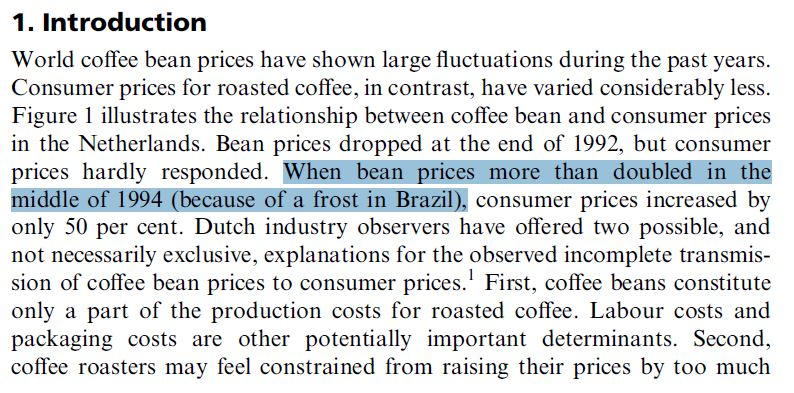 1. Introduction
World coffee bean prices have shown large fluctuations during the past years.
Consumer prices for roasted coffee, in contrast, have varied considerably less.
Figure 1 illustrates the relationship between coffee bean and consumer prices
in the Netherlands. Bean prices dropped at the end of 1992, but consumer
prices hardly responded. When bean prices more than doubled in the
middle of 1994 (because of a frost in Brazil), consumer prices increased by
only 50 per cent. Dutch industry observers have offered two possible, and
not necessarily exclusive, explanations for the observed incomplete transmis-
sion of coffee bean prices to consumer prices.1 First, coffee beans constitute
only a part of the production costs for roasted coffee. Labour costs and
packaging costs are other potentially important determinants. Second,
coffee roasters may feel constrained from raising their prices by too much